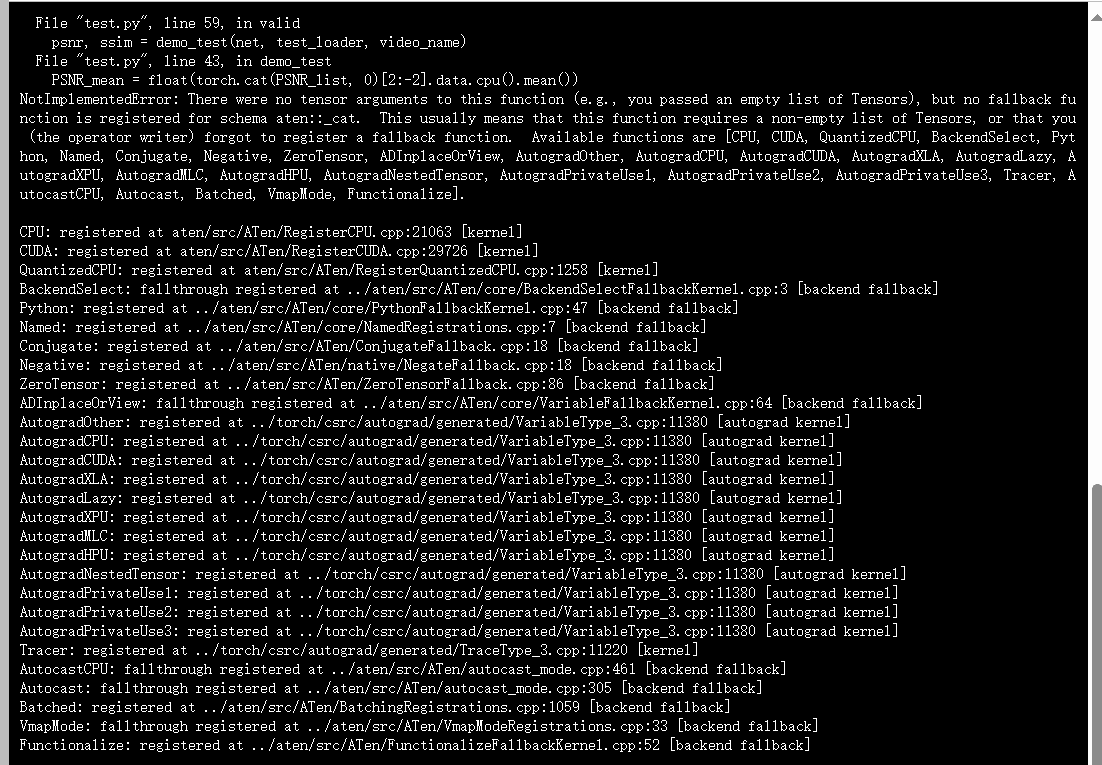 File "test.py", line 59, in valid
psnr, ssim = demo_test(net, test_loader, video_name)
File "test.py", line 43, in demo_test
PSNR_mean = float(torch.cat(PSNR_list, 0)[2:-2].data.cpu().mean())
NotImplementedError: There were no tensor arguments to this function (e.g., you passed an empty list of Tensors), but no fallback fu
nction is registered for schema aten::_cat.  This usually means that this function requires a non-empty list of Tensors, or that you
(the operator writer) forgot to register a fallback function.  Available functions are [CPU, CUDA, QuantizedCPU, BackendSelect, Pyt
hon, Named, Conjugate, Negative, ZeroTensor, ADInplaceOrView, AutogradOther, AutogradCPU, AutogradCUDA, AutogradXLA, AutogradLazy, A
utogradXPU, AutogradMLC, AutogradHPU, AutogradNestedTensor, AutogradPrivateUse1, AutogradPrivateUse2, AutogradPrivateUse3, Tracer, A
utocastCPU, Autocast, Batched, VmapMode, Functionalize].
CPU: registered at aten/src/ATen/RegisterCPU.cpp:21063 [kernel]
CUDA: registered at aten/src/ATen/RegisterCUDA.cpp:29726 [kernel]
QuantizedCPU: registered at aten/src/ATen/RegisterQuantizedCPU.cpp:1258 [kernel]
BackendSelect: fallthrough registered at ../aten/src/ATen/core/BackendSelectFallbackKernel.cpp:3 [backend fallback]
Python: registered at ../aten/src/ATen/core/PythonFallbackKernel.cpp:47 [backend fallback]
Named: registered at ../aten/src/ATen/core/NamedRegistrations.cpp:7 [backend fallback]
Conjugate: registered at ../aten/src/ATen/ConjugateFallback.cpp:18 [backend fallback]
Negative: registered at ../aten/src/ATen/native/NegateFallback.cpp:18 [backend fallback]
ZeroTensor: registered at ../aten/src/ATen/ZeroTensorFallback.cpp:86 [backend fallback]
ADInplaceOrView: fallthrough registered at ../aten/src/ATen/core/VariableFallbackKernel.cpp:64 [backend fallback]
AutogradOther: registered at ../torch/csrc/autograd/generated/VariableType_3.cpp:11380 [autograd kernel]
AutogradCPU: registered at ../torch/csrc/autograd/generated/VariableType_3.cpp:11380 [autograd kernel]
AutogradCUDA: registered at ../torch/csrc/autograd/generated/VariableType_3.cpp:11380 [autograd kernel]
AutogradXLA: registered at ../torch/csrc/autograd/generated/VariableType_3.cpp:11380 [autograd kernel]
AutogradLazy: registered at ../torch/csrc/autograd/generated/VariableType_3.cpp:11380 [autograd kernel]
AutogradXPU: registered at ../torch/csrc/autograd/generated/VariableType_3.cpp:11380 [autograd kernel]
AutogradMLC: registered at ../torch/csrc/autograd/generated/VariableType_3.cpp:11380 [autograd kernel]
AutogradHPU: registered at ../torch/csrc/autograd/generated/VariableType_3.cpp:11380 [autograd kernel]
AutogradNestedTensor: registered at ../torch/csrc/autograd/generated/VariableType_3.cpp:11380 [autograd kernel]
AutogradPrivateUse1: registered at ../torch/csrc/autograd/generated/VariableType_3.cpp:11380 [autograd kernel]
AutogradPrivateUse2: registered at ../torch/csrc/autograd/generated/VariableType_3.cpp:11380 [autograd kernel]
AutogradPrivateUse3: registered at ../torch/csrc/autograd/generated/VariableType_3.cpp:11380 [autograd kernel]
Tracer: registered at ../torch/csrc/autograd/generated/TraceType_3.cpp:11220 [kernel]
AutocastCPU: fallthrough registered at ../aten/src/ATen/autocast_mode.cpp:461 [backend fallback]
Autocast: fallthrough registered at ../aten/src/ATen/autocast_mode.cpp:305 [backend fallback]
Batched: registered at ../aten/src/ATen/BatchingRegistrations.cpp:1059 [backend fallback]
VmapMode: fallthrough registered at ../aten/src/ATen/VmapModeRegistrations.cpp:33 [backend fallback]
Functionalize: registered at ../aten/src/ATen/FunctionalizeFallbackKernel.cpp:52 [backend fallback]